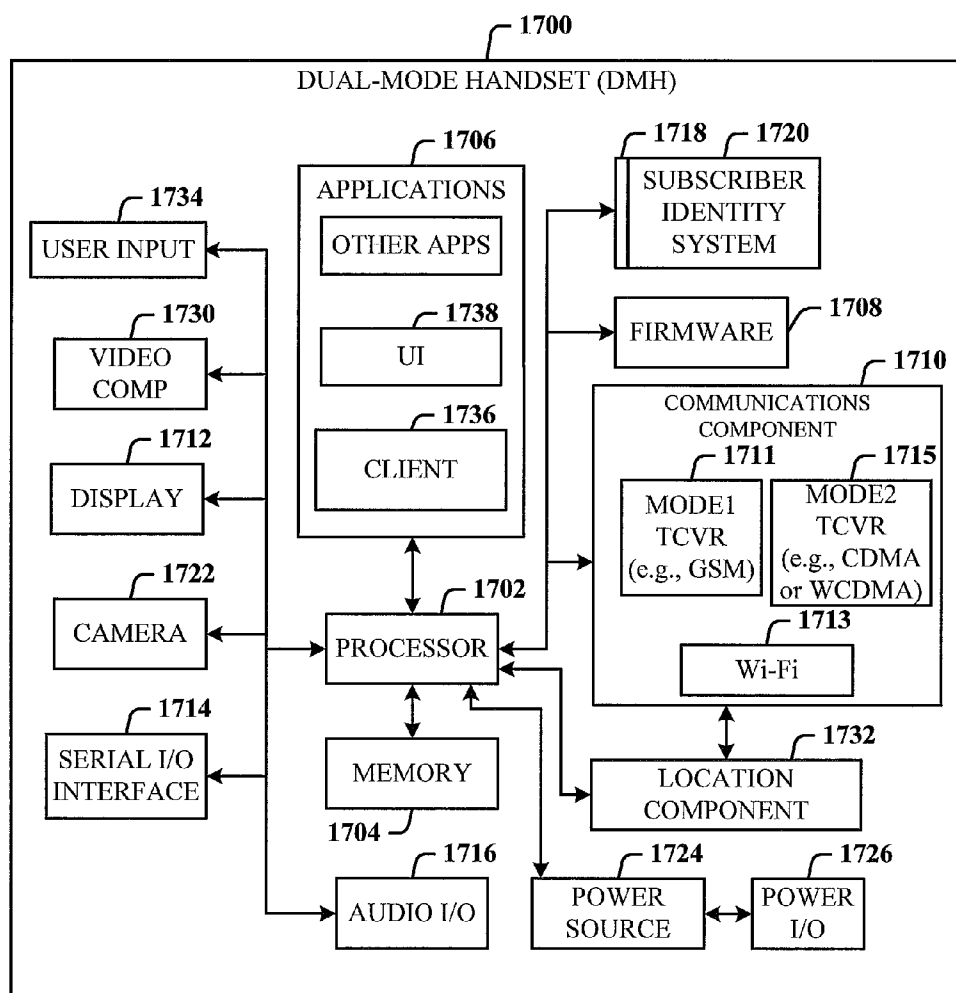 1700
DUAL-MODE HANDSET (DMH)
1706
APPLICATIONS
OTHER APPS
1738
UI
1736
CLIENT
1734
USER INPUT
1730
VIDEO
COMP
1712
DISPLAY
1722
CAMERA
1714
SERIAL I/O
INTERFACE
1702
PROCESSOR
MEMORY
1704
1716
AUDIO I/O
1718
1720
SUBSCRIBER
IDENTITY
SYSTEM
FIRMWARE
1708
1710
COMMUNICATIONS
COMPONENT
1711
MODE1
TCVR
(e.g., GSM)
1715
MODE2
TCVR
(e.g., CDMA
or WCDMA)
1713
Wi-Fi
1732
LOCATION
COMPONENT
1724
POWER
SOURCE
1726
POWER
I/O